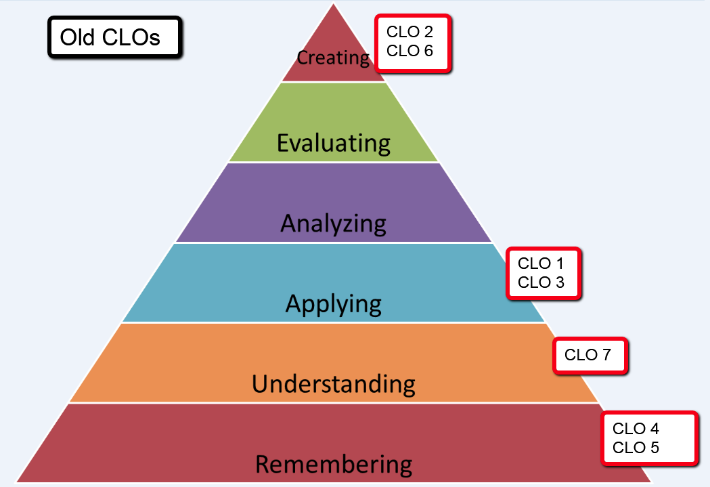 Old CLOs
CLO 2
CLO 6
Creating
Evaluating
Analyzing
CLO 1
CLO 3
Applying
CLO 7
Understanding
CLO 4
CLO 5
Remembering